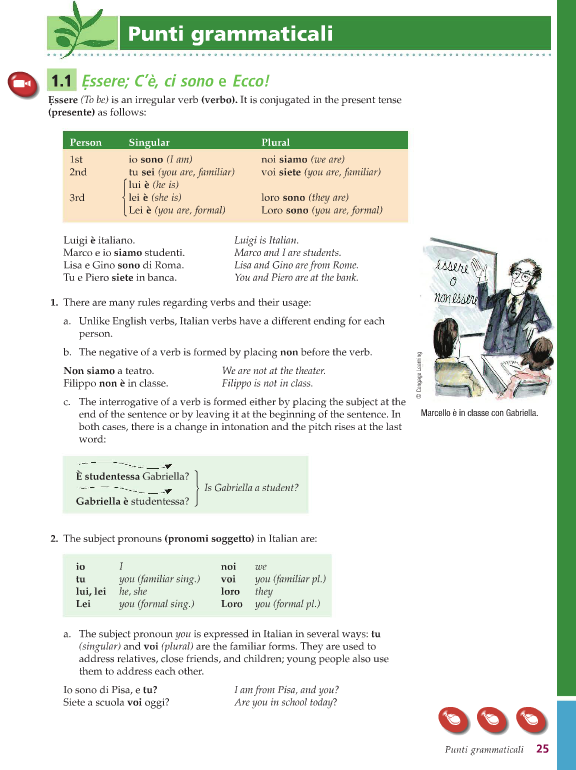 Punti grammaticali
1.1 Ẹssere; C'è, ci sono e Ecco!
Ẹssere (To be) is an irregular verb (verbo). It is conjugated in the present tense
(presente) as follows:
Person Singular Plural
1st io sono (I am) noi siamo (we are)
2nd tu sei (you are, familiar) voi siete (you are, familiar)
lui è (he is)
3rd lei è (she is) loro sono (they are)
Lei è (you are, formal) Loro sono (you are, formal)
Luigi è italiano. Luigi is Italian.
Marco e io siamo studenti. Marco and I are students.
Lisa e Gino sono di Roma. Lisa and Gino are from Rome.
Tu e Piero siete in banca. You and Piero are at the bank.
1. There are many rules regarding verbs and their usage:
a. Unlike English verbs, Italian verbs have a different ending for each
person.
b. The negative of a verb is formed by placing non before the verb.
Non siamo a teatro. We are not at the theater.
Filippo non è in classe. Filippo is not in class.
c. The interrogative of a verb is formed either by placing the subject at the
end of the sentence or by leaving it at the beginning of the sentence. In
both cases, there is a change in intonation and the pitch rises at the last
word:
È studentessa Gabriella?
Is Gabriella a student?
Gabriella è studentessa?
essere
o
non essere
© Cengage Learning
Marcello è in classe con Gabriella.
2. The subject pronouns (pronomi soggetto) in Italian are:
io I noi we
tu you (familiar sing.) voi you (familiar pl.)
lui, lei he, she loro they
Lei you (formal sing.) Loro you (formal pl.)
a. The subject pronoun you is expressed in Italian in several ways: tu
(singular) and voi (plural) are the familiar forms. They are used to
address relatives, close friends, and children; young people also use
them to address each other.
Io sono di Pisa, e tu? I am from Pisa, and you?
Siete a scuola voi oggi? Are you in school today?
Punti grammaticali 25